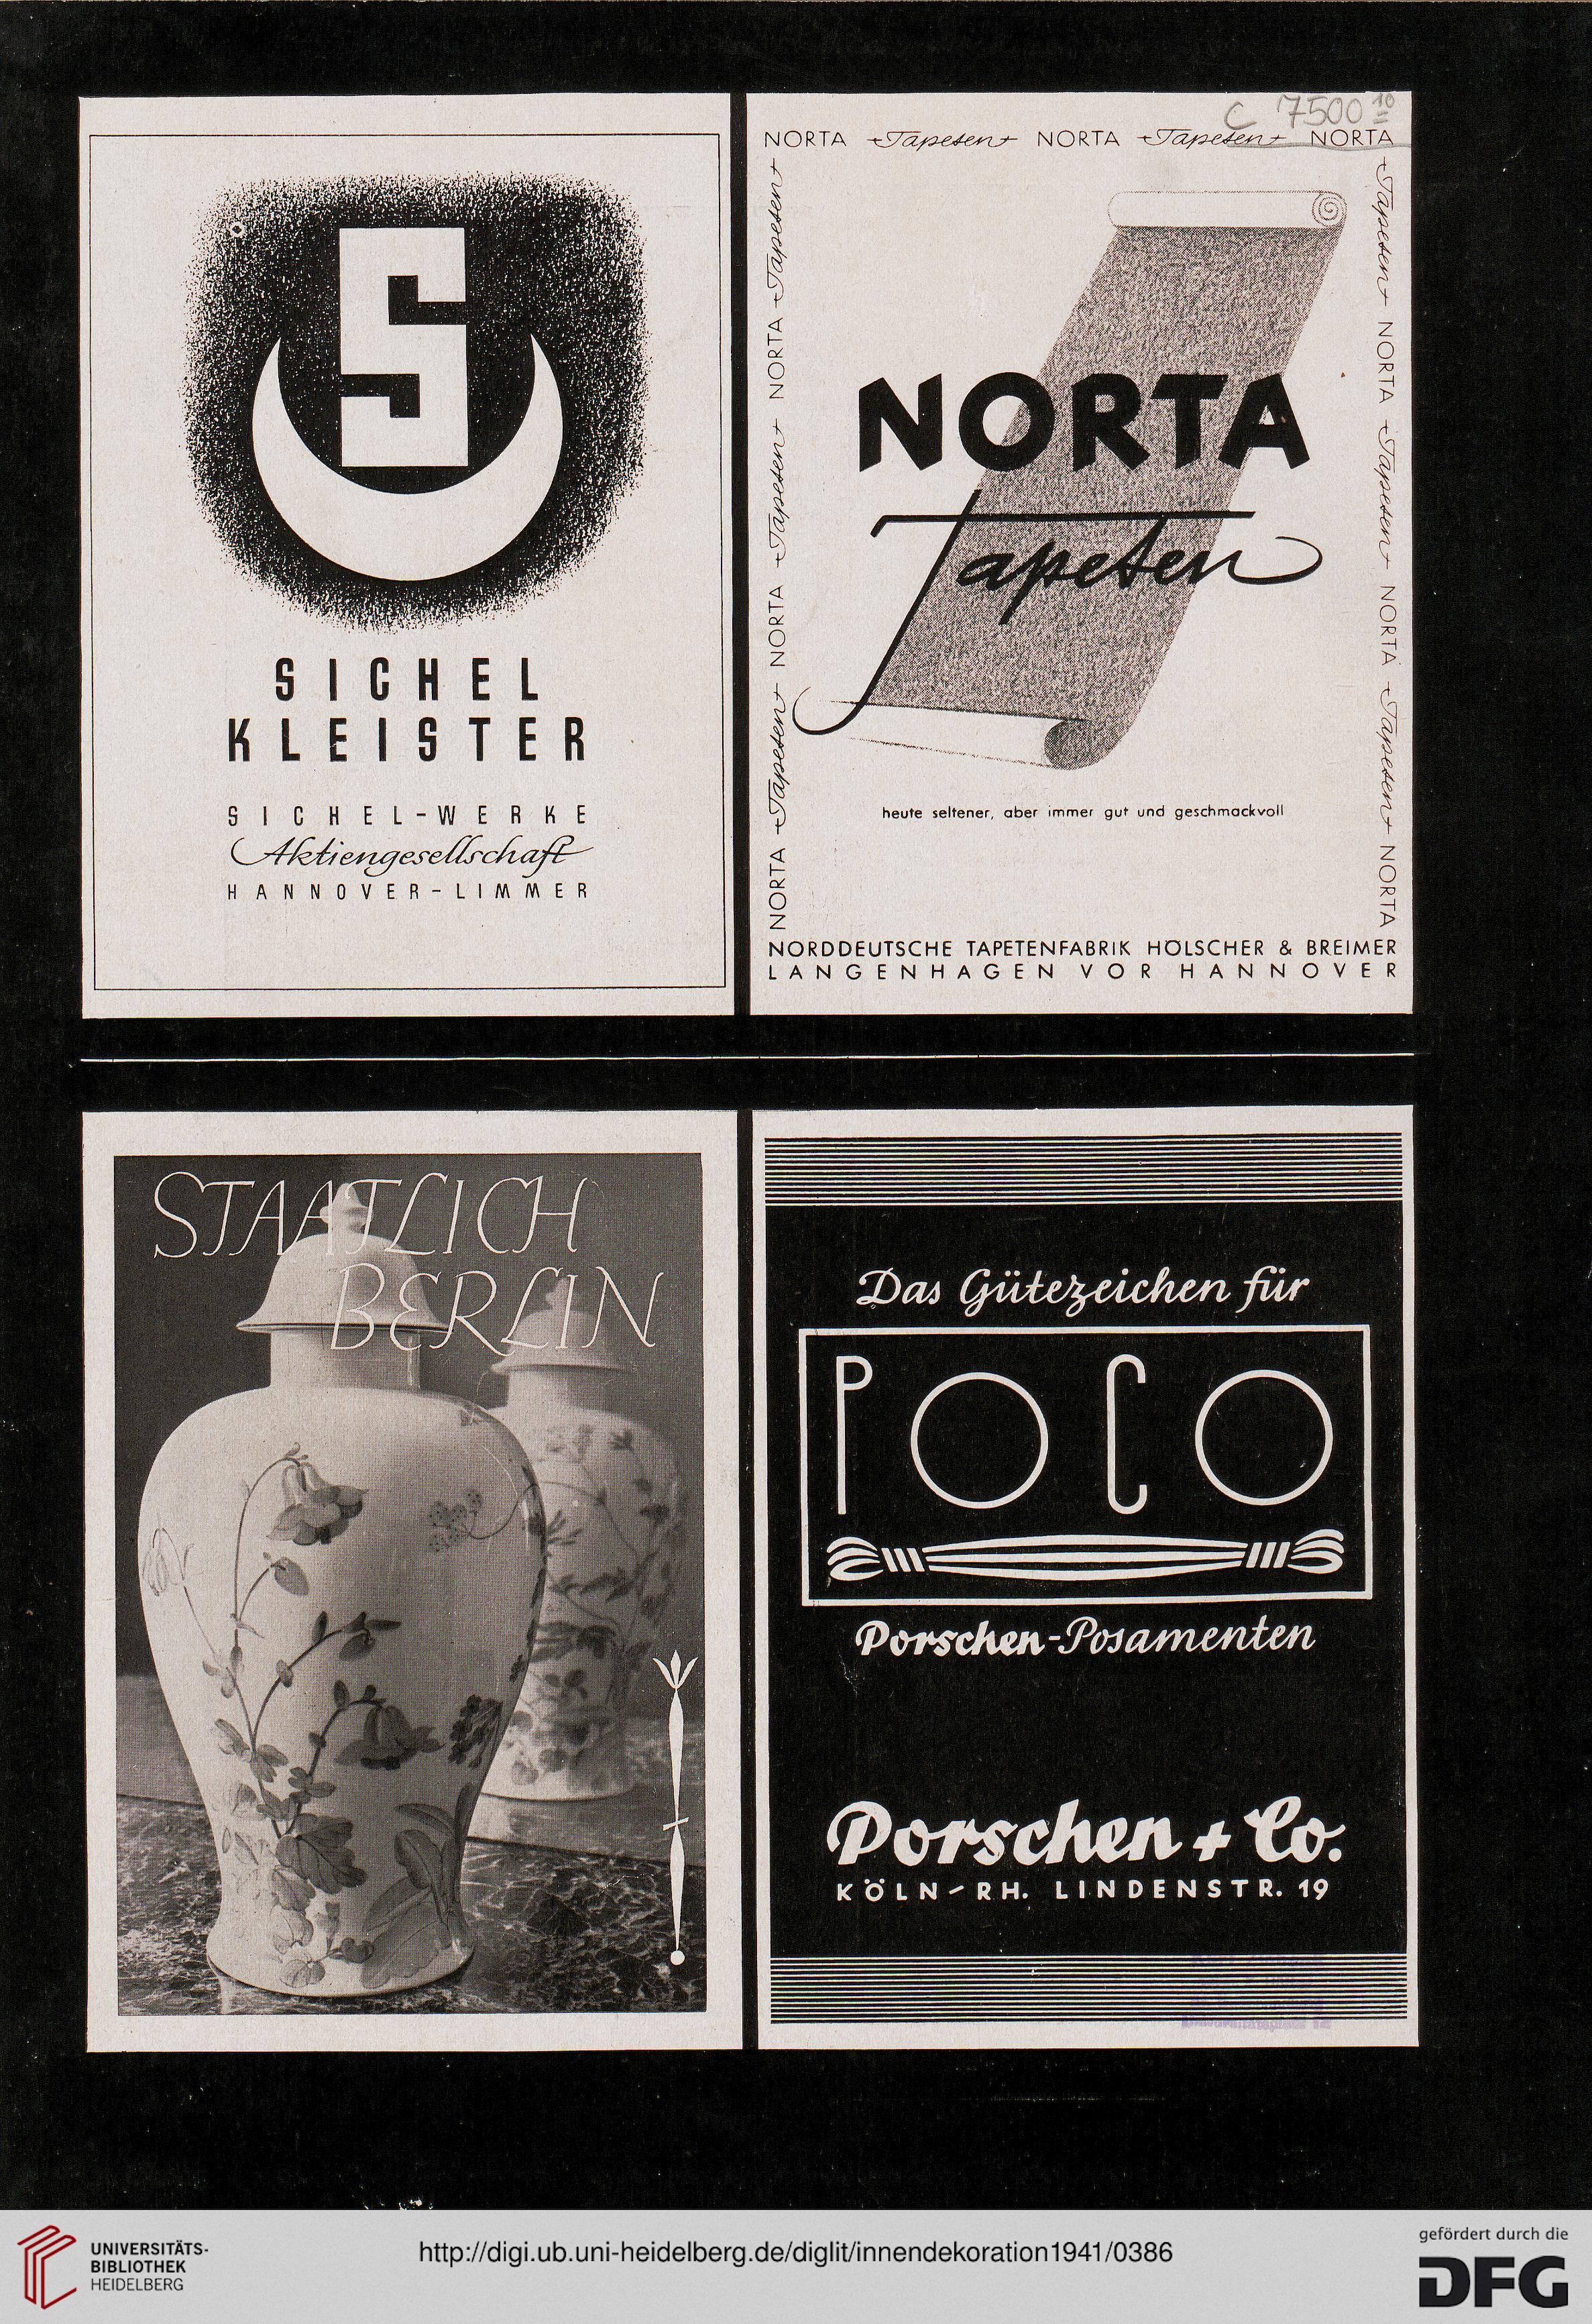 S
SICHEL
KLEISTER
SICHEL-WERKE
Aktiengesellschaft
HANNOVER-LIMMER
C 7500 10
NORTA Tapeten NORTA Tapeten NORTA
Tapeten NORTA Tapeten NORTA Tapeten NORTA
Tapeten NORTA Tapeten NORTA Tapeten NORTA
NORTA
Tapeten
heute seltener, aber immer gut und geschmackvoll
NORDDEUTSCHE TAPETENFABRIK HÖLSCHER & BREIMER
LANGENHAGEN VOR HANNOVER
STAATLICH
BERLIN
Das Gütezeichen für
POCO
Porschen-Posamenten
Porschen + Co.
KÖLN-RH. LINDENSTR. 19
UNIVERSITÄTS-
BIBLIOTHEK
HEIDELBERG
http://digi.ub.uni-heidelberg.de/diglit/innendekoration1941/0386
gefördert durch die
DFG